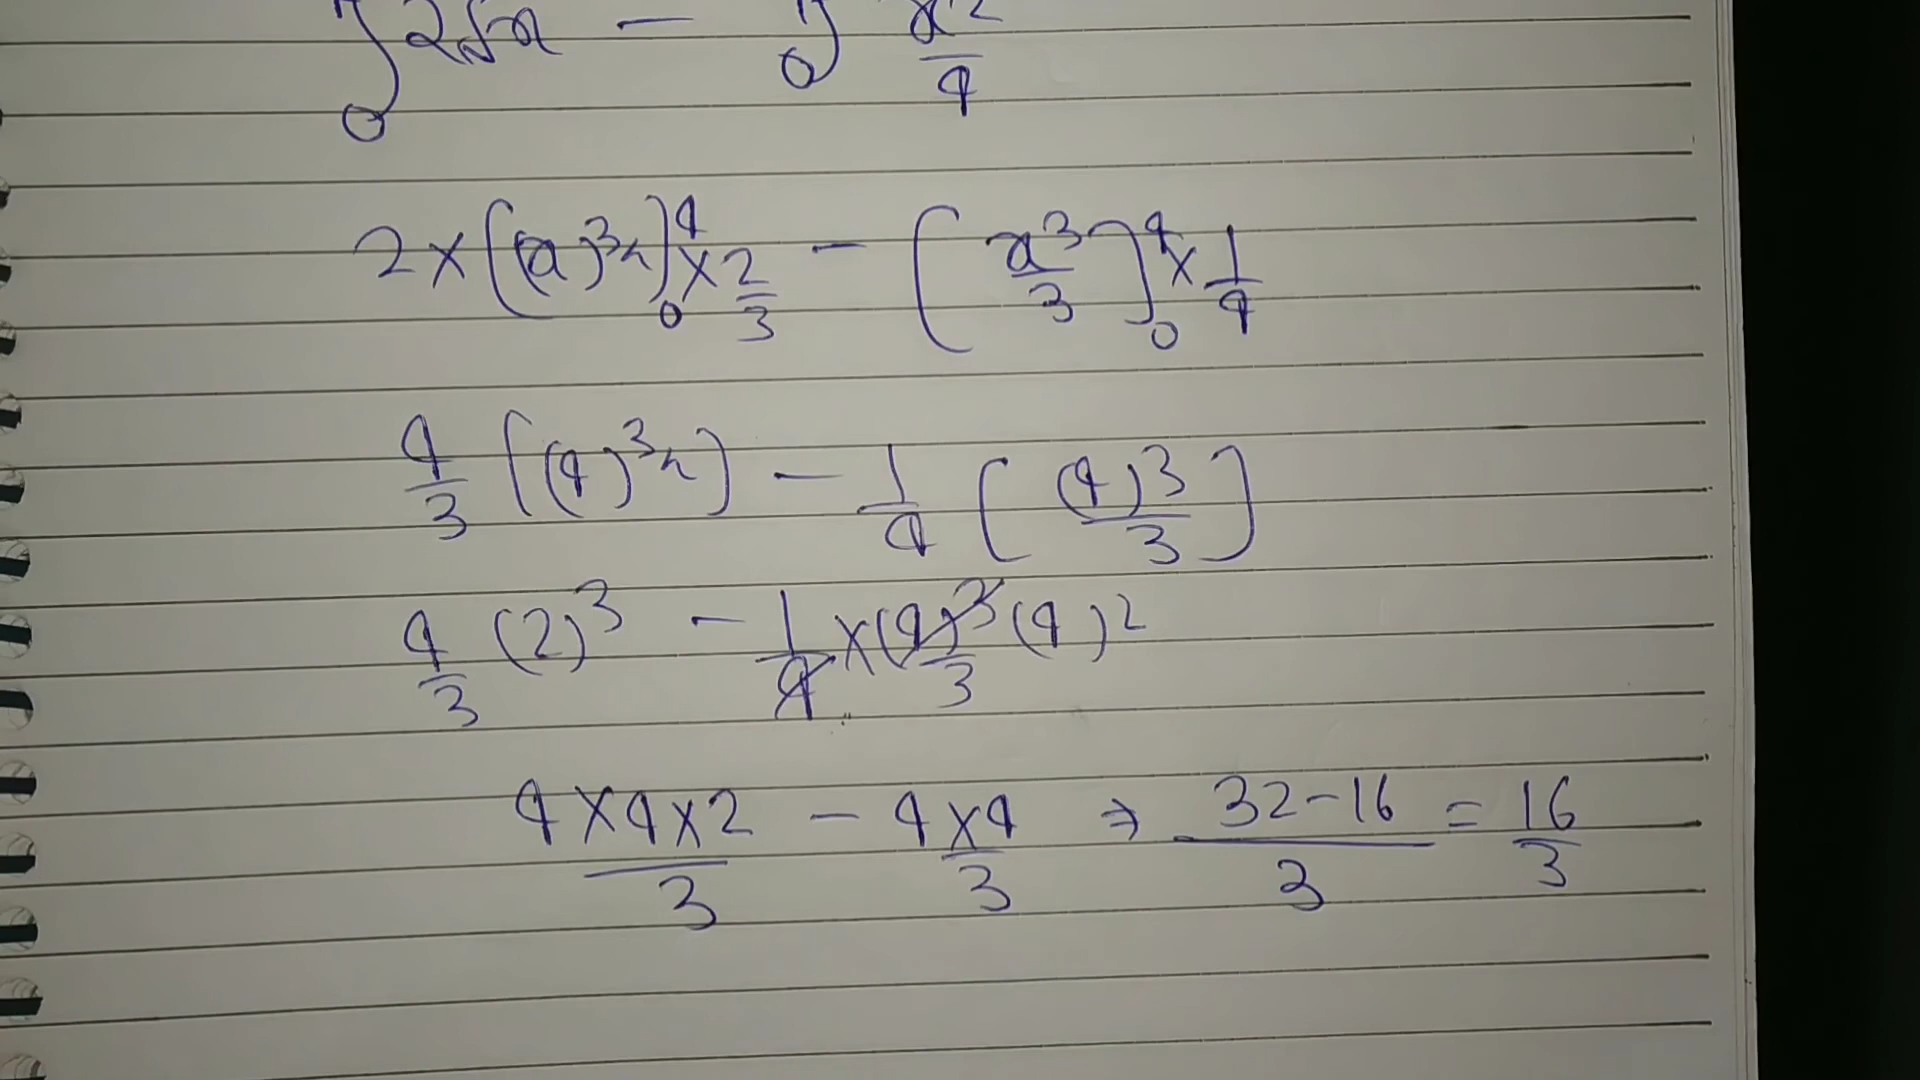 ∫₀⁴ 2√x − ∫₀ x²/4
2 × [(x)^3/2]₀⁴ × 2/3 − [x³/3]₀⁴ × 1/4
4/3 [(4)^3/2] − 1/4 [(4)³/3]
4/3 (2)³ − 1/4 × (4)³/3 (4)²
4×4×2/3 − 4×4/3 ⇒ 32−16/3 = 16/3